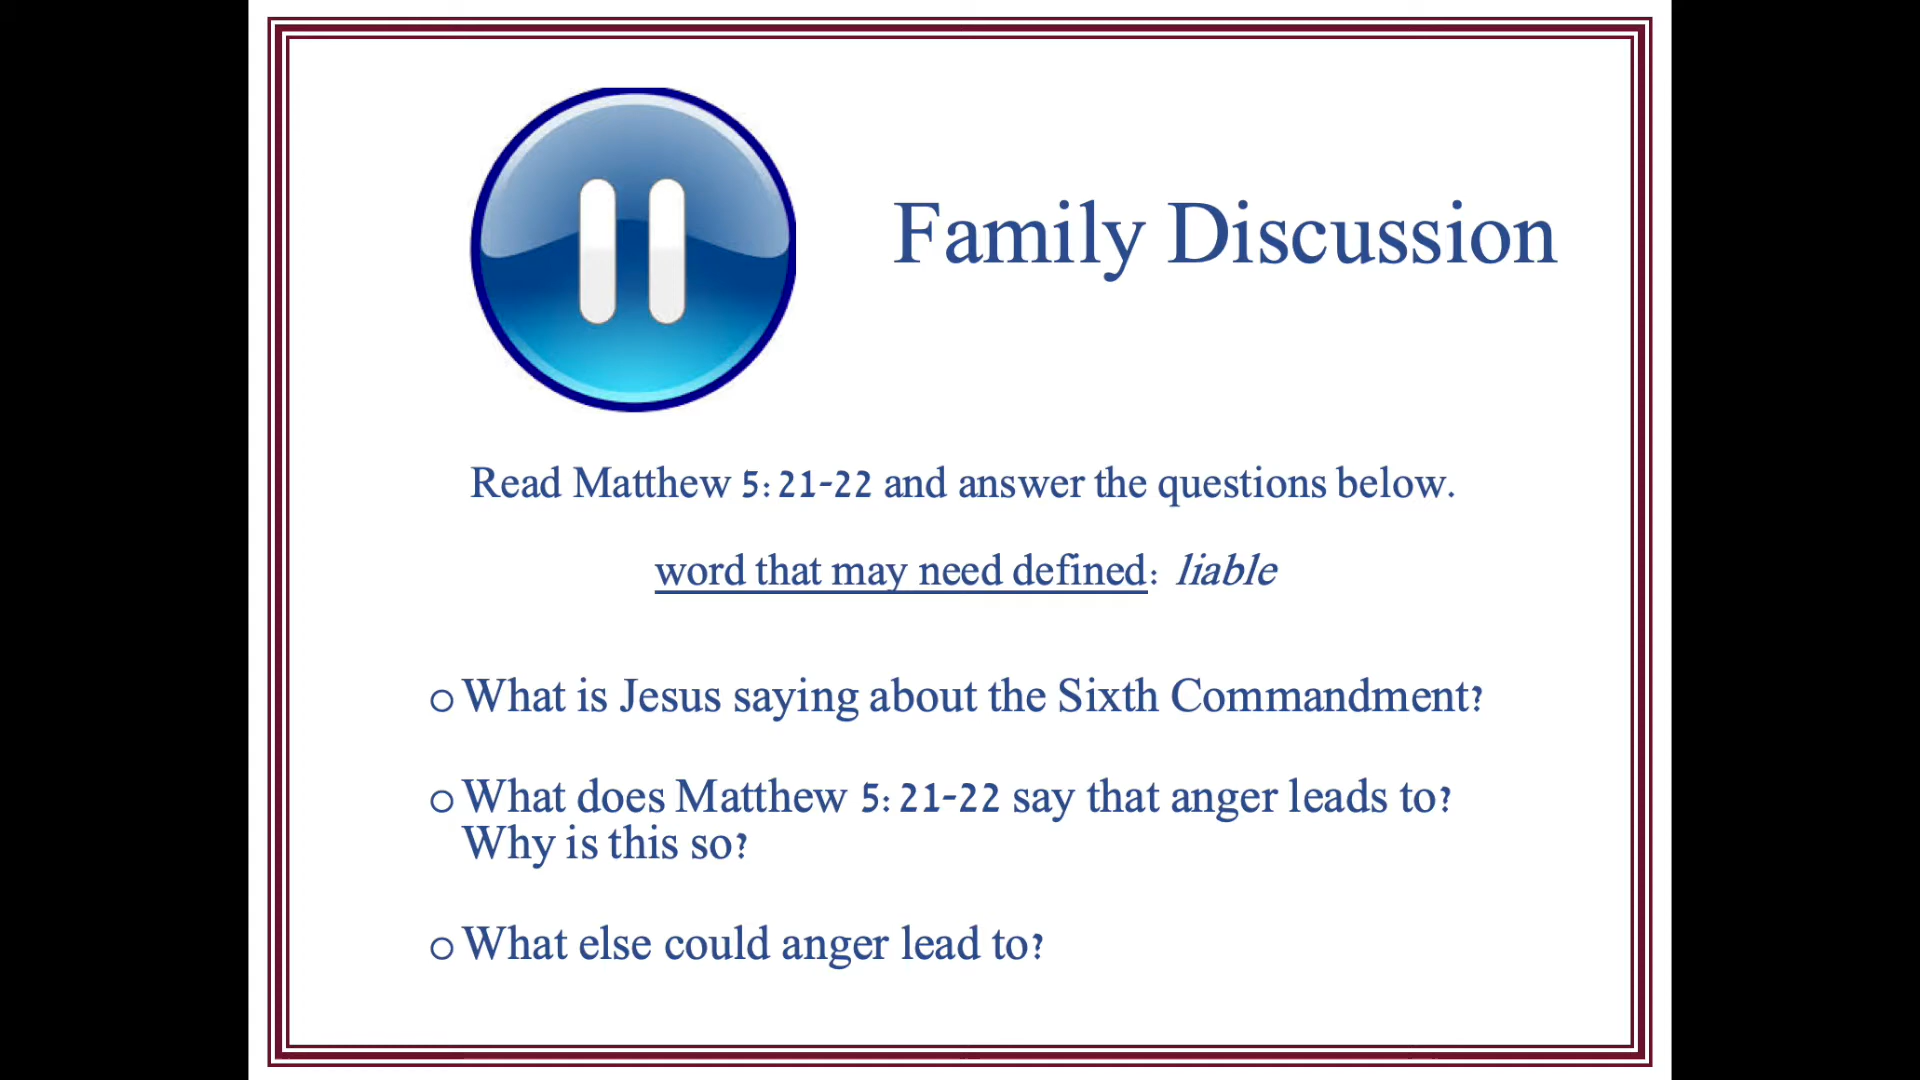 Family Discussion
Read Matthew 5:21-22 and answer the questions below.
word that may need defined: liable
o What is Jesus saying about the Sixth Commandment?
o What does Matthew 5:21-22 say that anger leads to?
Why is this so?
o What else could anger lead to?